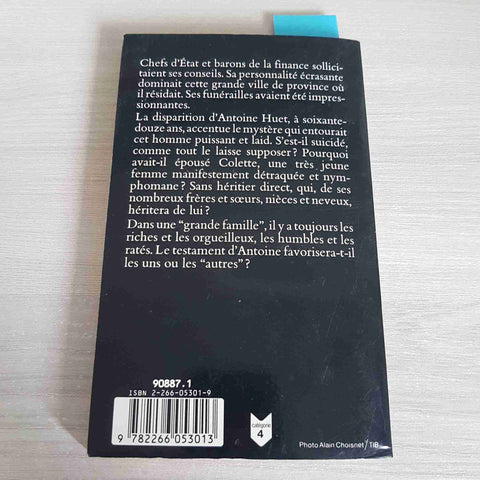 Chefs d'État et barons de la finance sollici-
taient ses conseils. Sa personnalité écrasante
dominait cette grande ville de province où
il résidait. Ses funérailles avaient été impres-
sionnantes.
La disparition d'Antoine Huet, à soixante-
douze ans, accentue le mystère qui entourait
cet homme puissant et laid. S'est-il suicidé,
comme tout le laisse supposer ? Pourquoi
avait-il épousé Colette, une très jeune
femme manifestement détraquée et nym-
phomane ? Sans héritier direct, qui, de ses
nombreux frères et sœurs, nièces et neveux,
héritera de lui ?
Dans une "grande famille", il y a toujours les
riches et les orgueilleux, les humbles et les
ratés. Le testament d'Antoine favorisera-t-il
les uns ou les "autres" ?
90887.1
ISBN 2-266-05301-9
9 782266 053013
catégorie
4
Photo Alain Choisnet / TIB